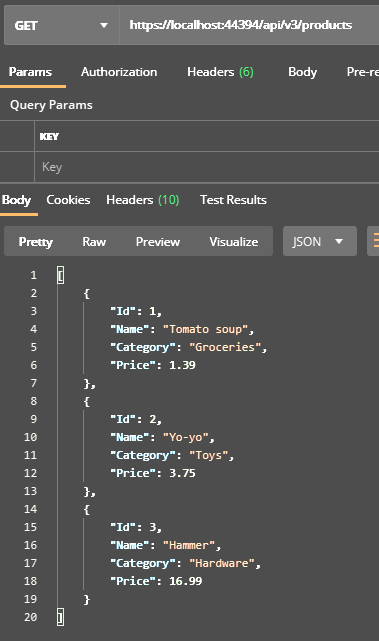 GET https://localhost:44394/api/v3/products
Params Authorization Headers (6) Body Pre-re
Query Params
KEY
Key
Body Cookies Headers (10) Test Results
Pretty Raw Preview Visualize JSON
1 [
2 {
3 "Id": 1,
4 "Name": "Tomato soup",
5 "Category": "Groceries",
6 "Price": 1.39
7 },
8 {
9 "Id": 2,
10 "Name": "Yo-yo",
11 "Category": "Toys",
12 "Price": 3.75
13 },
14 {
15 "Id": 3,
16 "Name": "Hammer",
17 "Category": "Hardware",
18 "Price": 16.99
19 }
20 ]